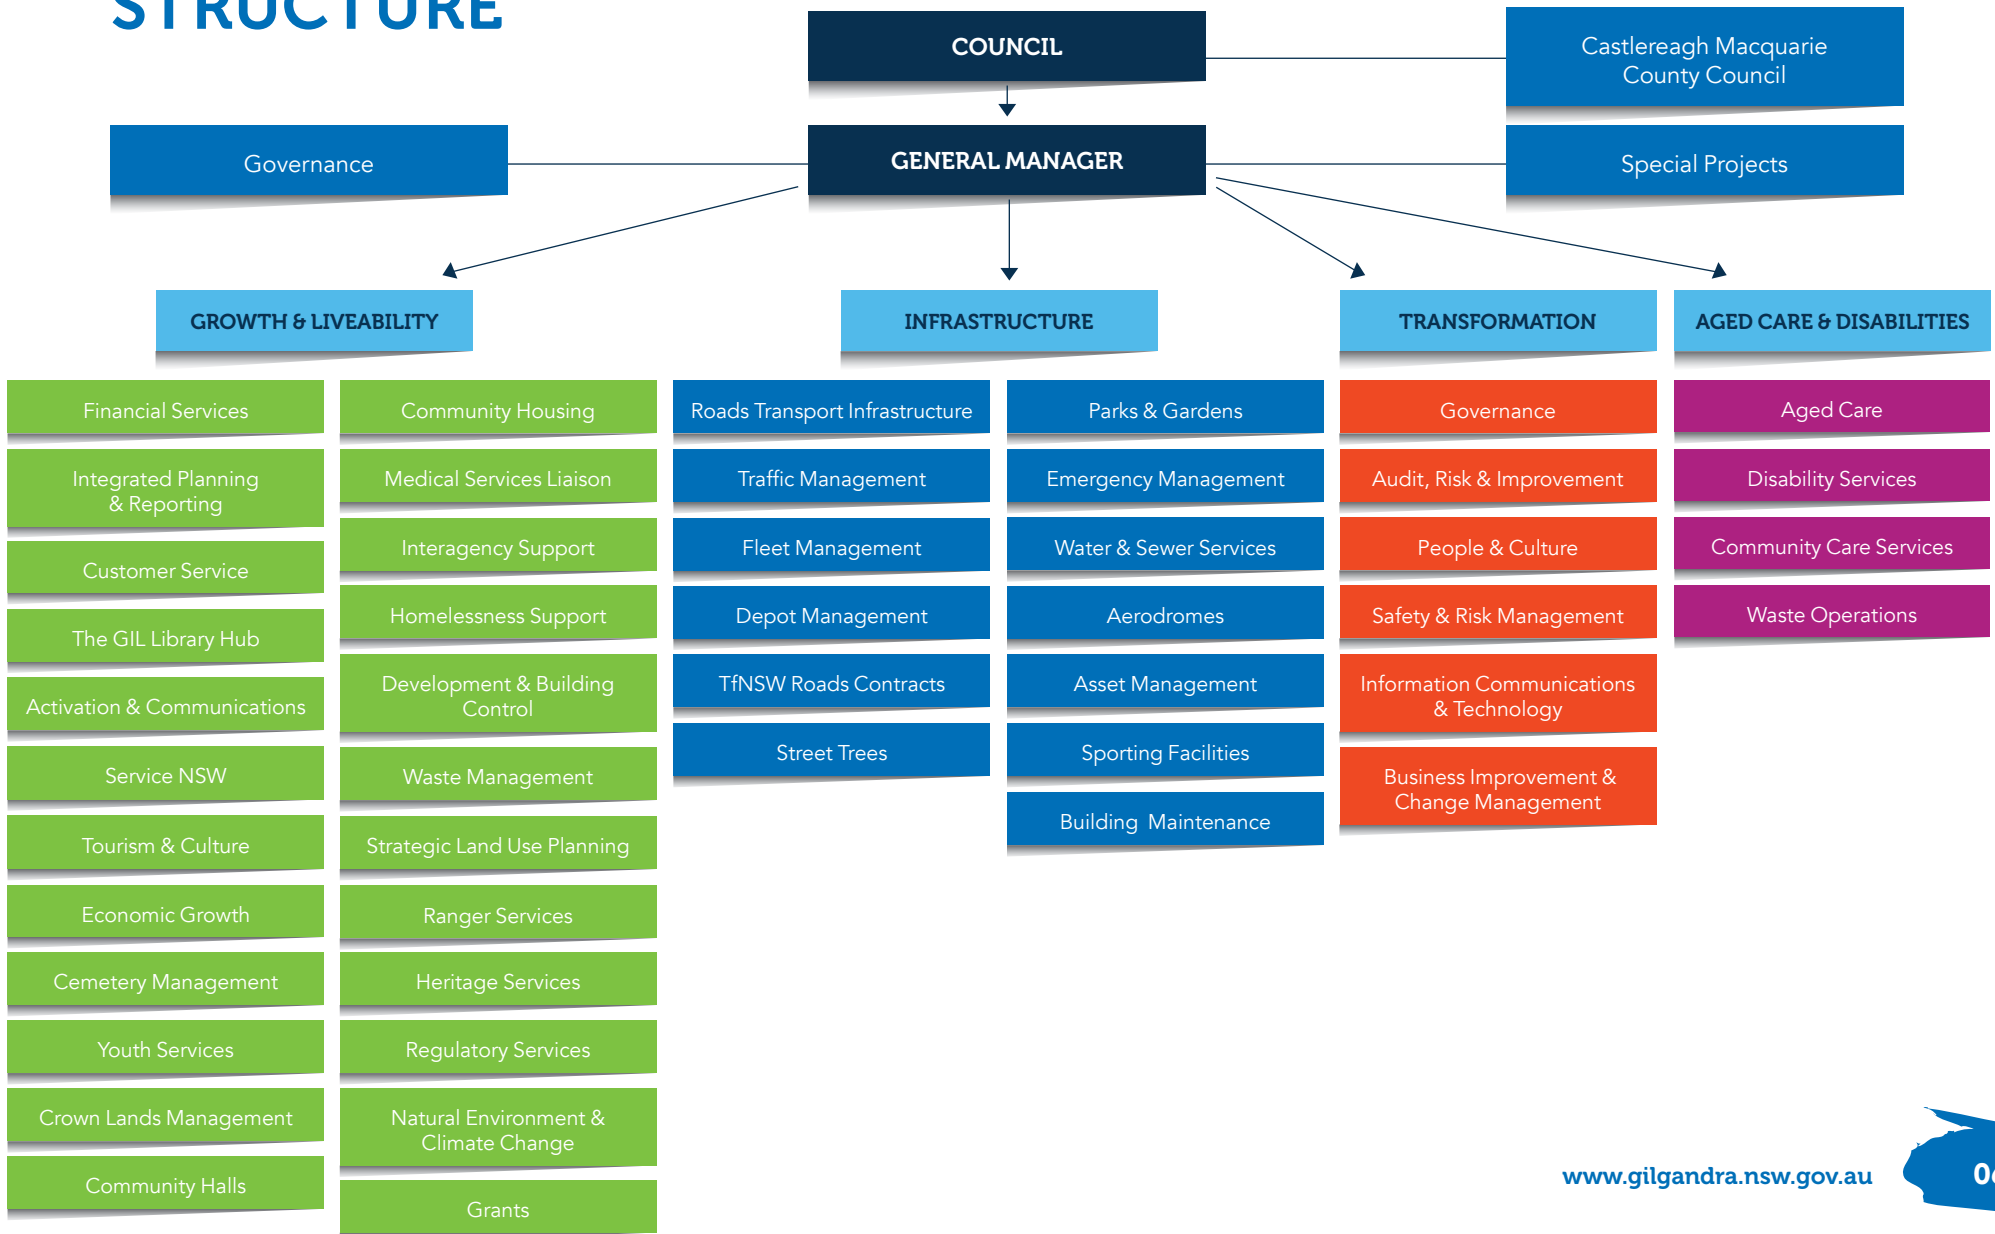 STRUCTURE
COUNCIL
Castlereagh Macquarie
County Council
Governance
GENERAL MANAGER
Special Projects
GROWTH & LIVEABILITY
INFRASTRUCTURE
TRANSFORMATION
AGED CARE & DISABILITIES
Financial Services
Integrated Planning
& Reporting
Customer Service
The GIL Library Hub
Activation & Communications
Service NSW
Tourism & Culture
Economic Growth
Cemetery Management
Youth Services
Crown Lands Management
Community Halls
Community Housing
Medical Services Liaison
Interagency Support
Homelessness Support
Development & Building
Control
Waste Management
Strategic Land Use Planning
Ranger Services
Heritage Services
Regulatory Services
Natural Environment &
Climate Change
Grants
Roads Transport Infrastructure
Traffic Management
Fleet Management
Depot Management
TfNSW Roads Contracts
Street Trees
Parks & Gardens
Emergency Management
Water & Sewer Services
Aerodromes
Asset Management
Sporting Facilities
Building Maintenance
Governance
Audit, Risk & Improvement
People & Culture
Safety & Risk Management
Information Communications
& Technology
Business Improvement &
Change Management
Aged Care
Disability Services
Community Care Services
Waste Operations
www.gilgandra.nsw.gov.au